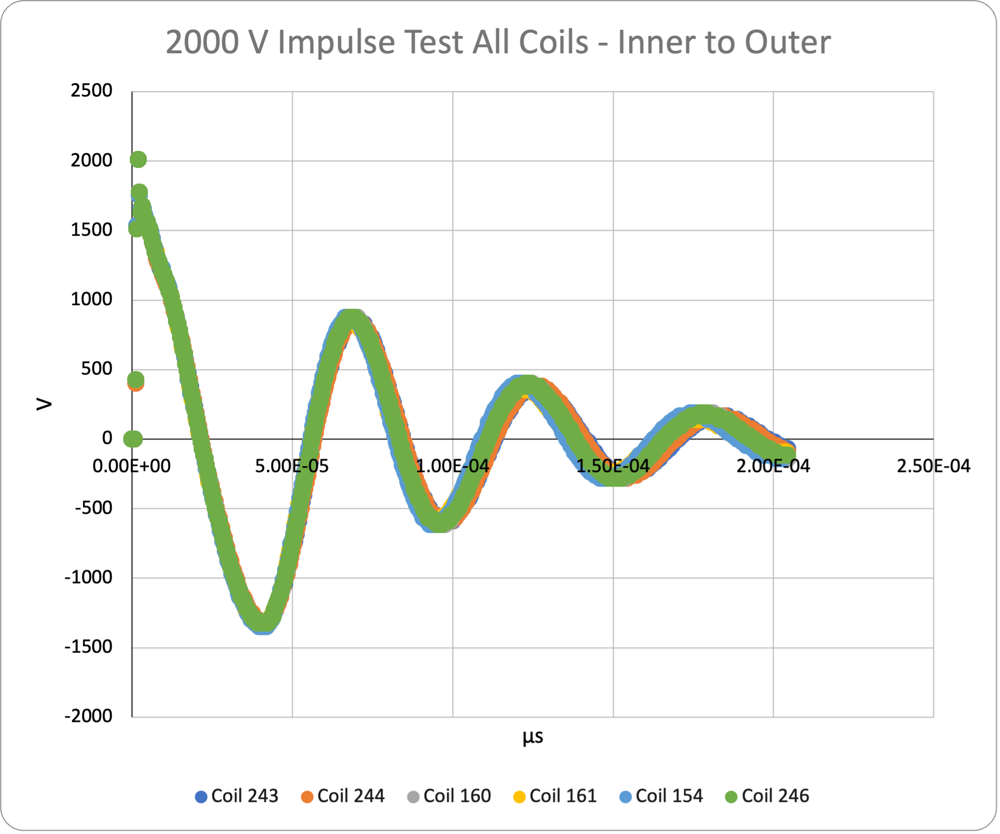 2000 V Impulse Test All Coils - Inner to Outer
2500
2000
1500
1000
500
0
-500
-1000
-1500
-2000
V
0.00E+00 5.00E-05 1.00E-04 1.50E-04 2.00E-04 2.50E-04
µs
Coil 243 Coil 244 Coil 160 Coil 161 Coil 154 Coil 246